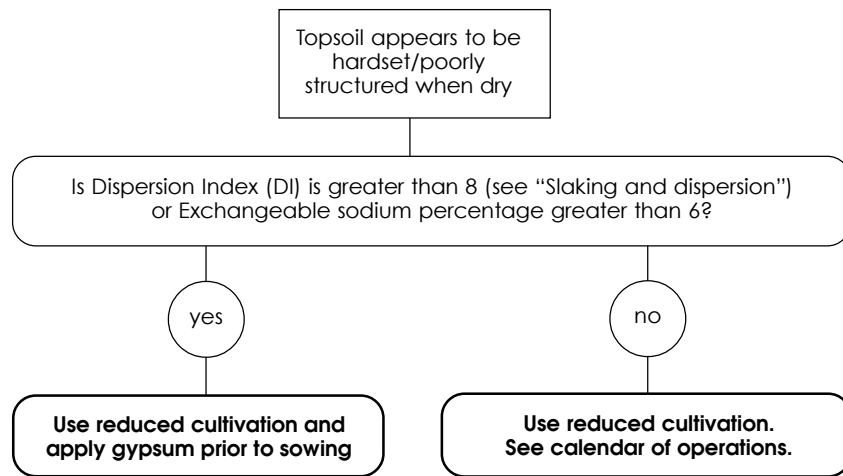 Topsoil appears to be
hardset/poorly
structured when dry
Is Dispersion Index (DI) is greater than 8 (see “Slaking and dispersion”)
or Exchangeable sodium percentage greater than 6?
yes
no
Use reduced cultivation and
apply gypsum prior to sowing
Use reduced cultivation.
See calendar of operations.